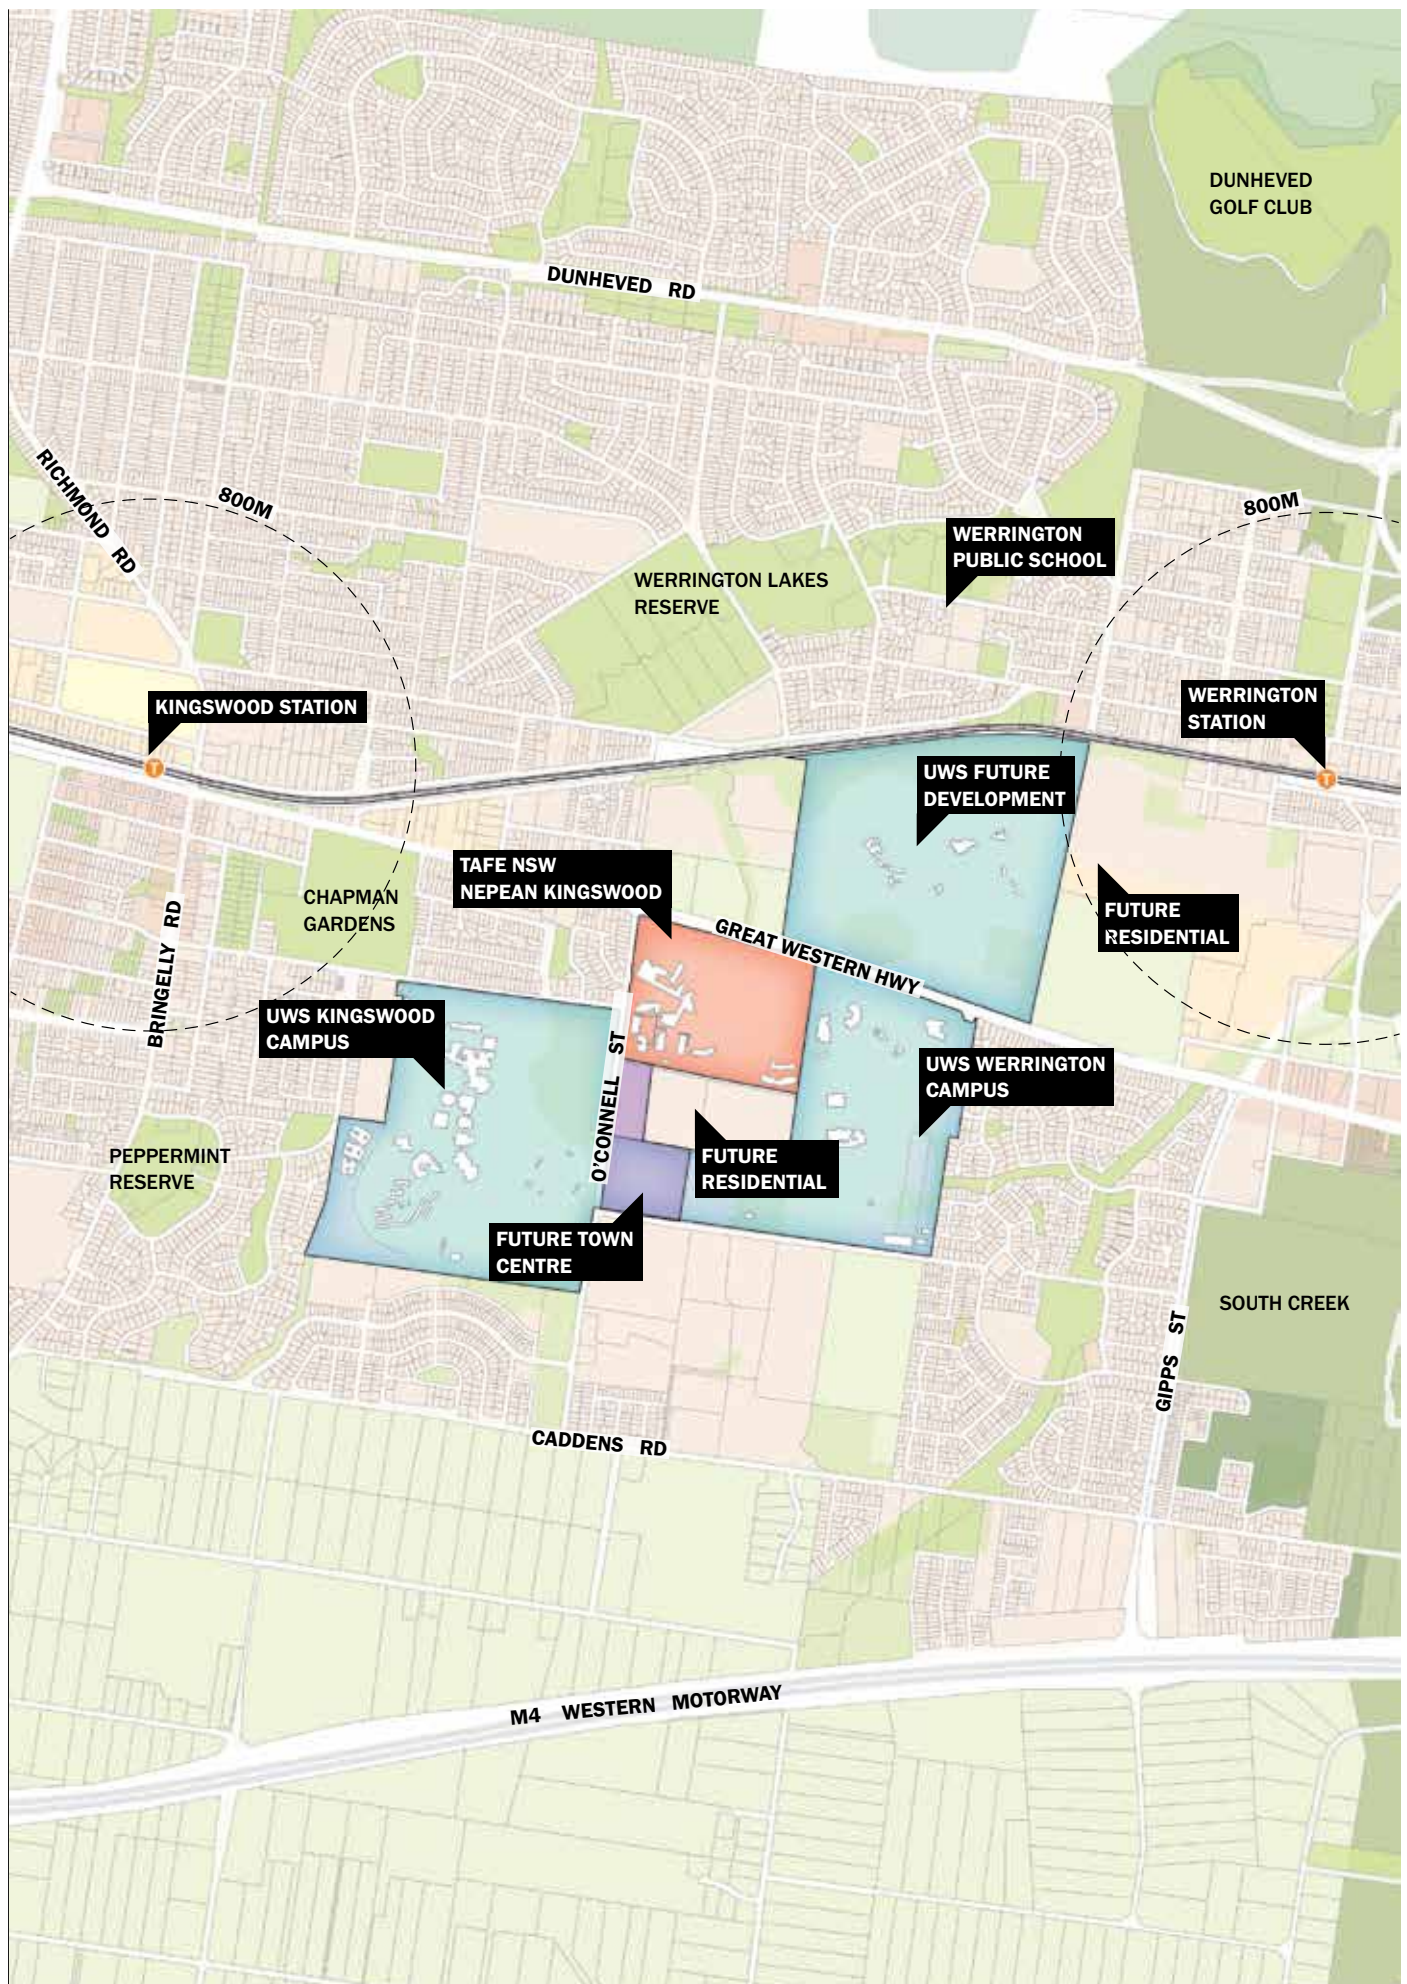 DUNHEVED
GOLF CLUB
DUNHEVED RD
RICHMOND RD
800M
800M
WERRINGTON
PUBLIC SCHOOL
WERRINGTON LAKES
RESERVE
KINGSWOOD STATION
WERRINGTON
STATION
T
T
UWS FUTURE
DEVELOPMENT
TAFE NSW
NEPEAN KINGSWOOD
CHAPMAN
GARDENS
FUTURE
RESIDENTIAL
BRINGELLY RD
GREAT WESTERN HWY
UWS KINGSWOOD
CAMPUS
O'CONNELL ST
UWS WERRINGTON
CAMPUS
PEPPERMINT
RESERVE
FUTURE
RESIDENTIAL
FUTURE TOWN
CENTRE
SOUTH CREEK
GIPPS ST
CADDENS RD
M4 WESTERN MOTORWAY